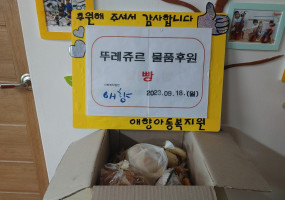 후원해 주셔서 감사합니다
뚜레쥬르 물품후원
빵
애향
2023.09.18.(월)
애향아동복지원